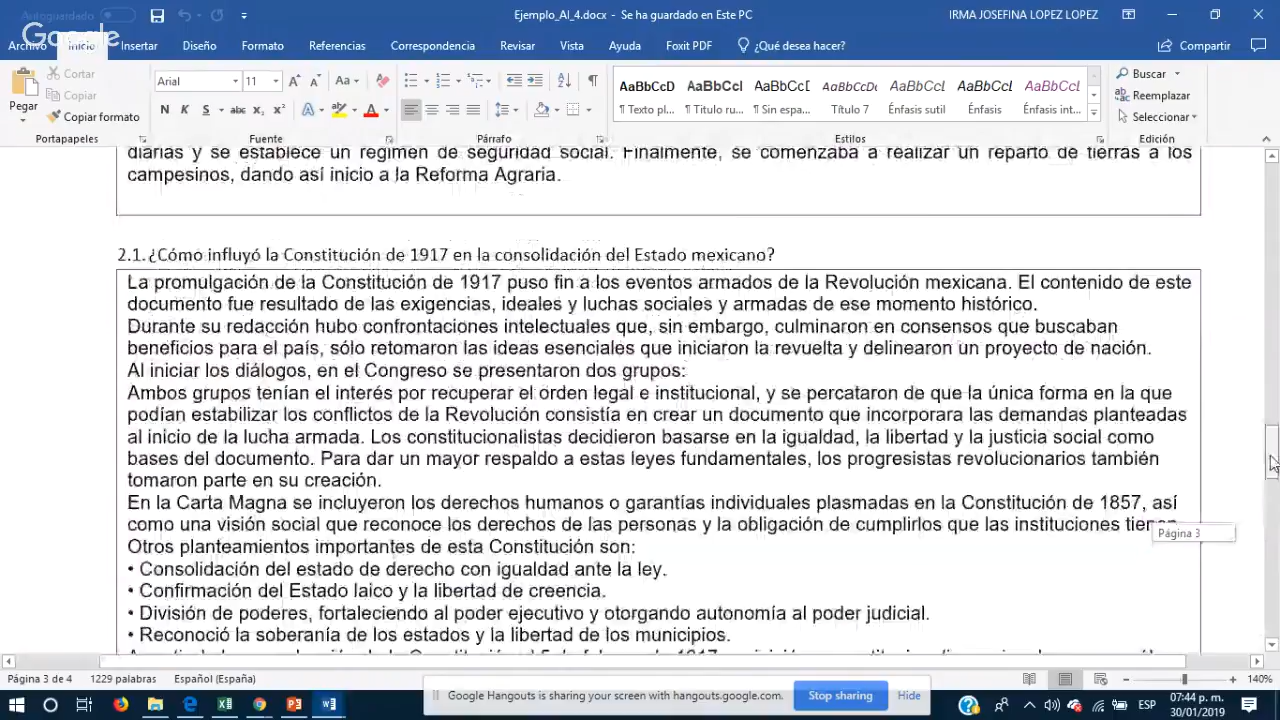 Autoguardado
Google
Ejemplo_AI_4.docx - Se ha guardado en Este PC
IRMA JOSEFINA LOPEZ LOPEZ
Archivo Inicio Insertar Diseño Formato Referencias Correspondencia Revisar Vista Ayuda Foxit PDF ¿Qué desea hacer? Compartir
Pegar
Cortar
Copiar
Copiar formato
Portapapeles
Arial 11
Aa
N K S abc x₂ x²
Fuente
Párrafo
AaBbCcD AaBbCcI AaBbCcD AaBbCcDc AaBbCcI AaBbCcI AaBbCcI
¶ Texto pl... ¶ Titulo ru... ¶ Sin espa... Título 7 Énfasis sutil Énfasis Énfasis int...
Estilos
Buscar
Reemplazar
Seleccionar
Edición
diarias y se establece un régimen de seguridad social. Finalmente, se comenzaba a realizar un reparto de tierras a los
campesinos, dando así inicio a la Reforma Agraria.
2.1. ¿Cómo influyó la Constitución de 1917 en la consolidación del Estado mexicano?
La promulgación de la Constitución de 1917 puso fin a los eventos armados de la Revolución mexicana. El contenido de este
documento fue resultado de las exigencias, ideales y luchas sociales y armadas de ese momento histórico.
Durante su redacción hubo confrontaciones intelectuales que, sin embargo, culminaron en consensos que buscaban
beneficios para el país, sólo retomaron las ideas esenciales que iniciaron la revuelta y delinearon un proyecto de nación.
Al iniciar los diálogos, en el Congreso se presentaron dos grupos:
Ambos grupos tenían el interés por recuperar el orden legal e institucional, y se percataron de que la única forma en la que
podían estabilizar los conflictos de la Revolución consistía en crear un documento que incorporara las demandas planteadas
al inicio de la lucha armada. Los constitucionalistas decidieron basarse en la igualdad, la libertad y la justicia social como
bases del documento. Para dar un mayor respaldo a estas leyes fundamentales, los progresistas revolucionarios también
tomaron parte en su creación.
En la Carta Magna se incluyeron los derechos humanos o garantías individuales plasmadas en la Constitución de 1857, así
como una visión social que reconoce los derechos de las personas y la obligación de cumplirlos que las instituciones tienen.
Página 3
Otros planteamientos importantes de esta Constitución son:
• Consolidación del estado de derecho con igualdad ante la ley.
• Confirmación del Estado laico y la libertad de creencia.
• División de poderes, fortaleciendo al poder ejecutivo y otorgando autonomía al poder judicial.
• Reconoció la soberanía de los estados y la libertad de los municipios.
Página 3 de 4 1229 palabras Español (España) 140%
Google Hangouts is sharing your screen with hangouts.google.com. Stop sharing Hide
ESP
07:44 p. m.
30/01/2019